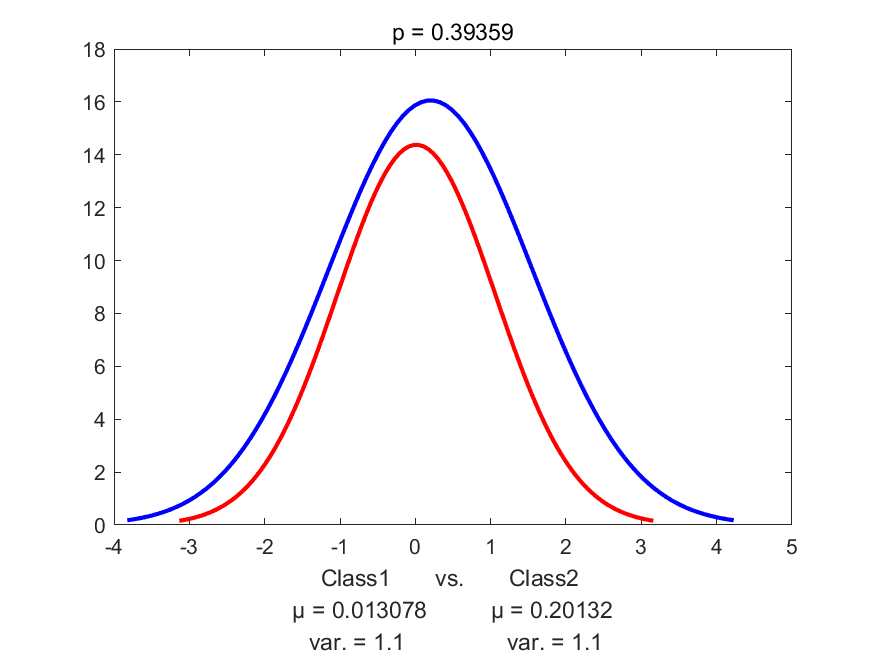 p = 0.39359
18
16
14
12
10
8
6
4
2
0
-4 -3 -2 -1 0 1 2 3 4 5
Class1 vs. Class2
μ = 0.013078 μ = 0.20132
var. = 1.1 var. = 1.1